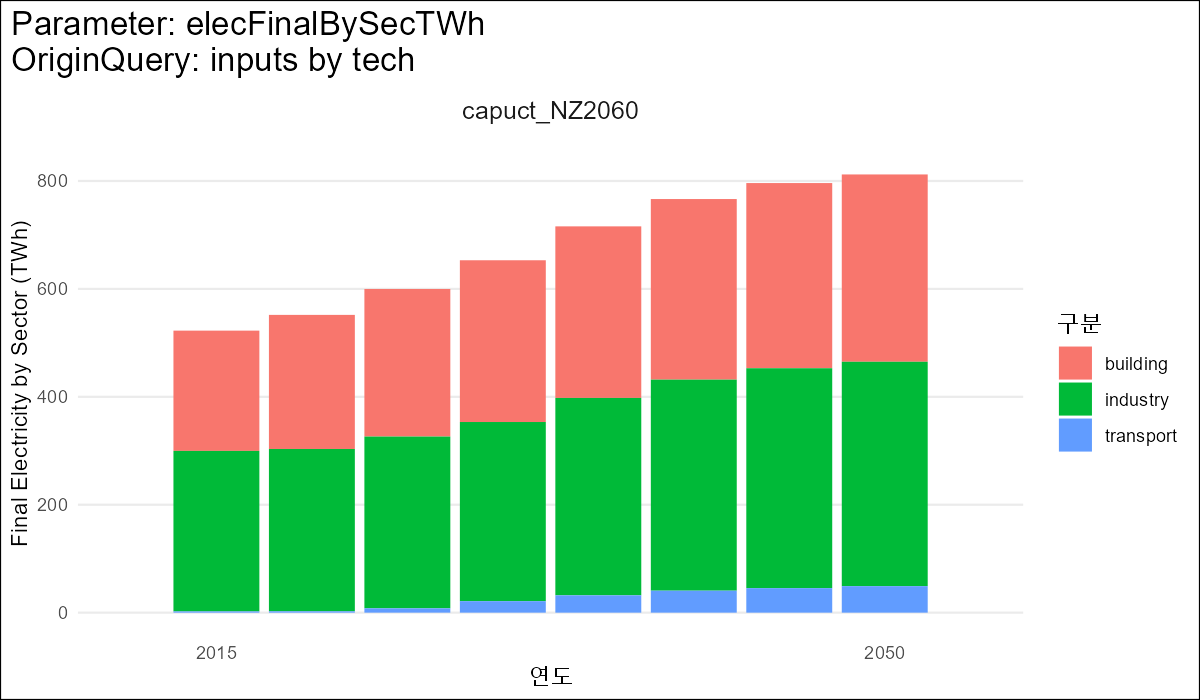 Parameter: elecFinalBySecTWh
OriginQuery: inputs by tech
capuct_NZ2060
Final Electricity by Sector (TWh)
800
600
400
200
0
2015
2050
연도
구분
building
industry
transport